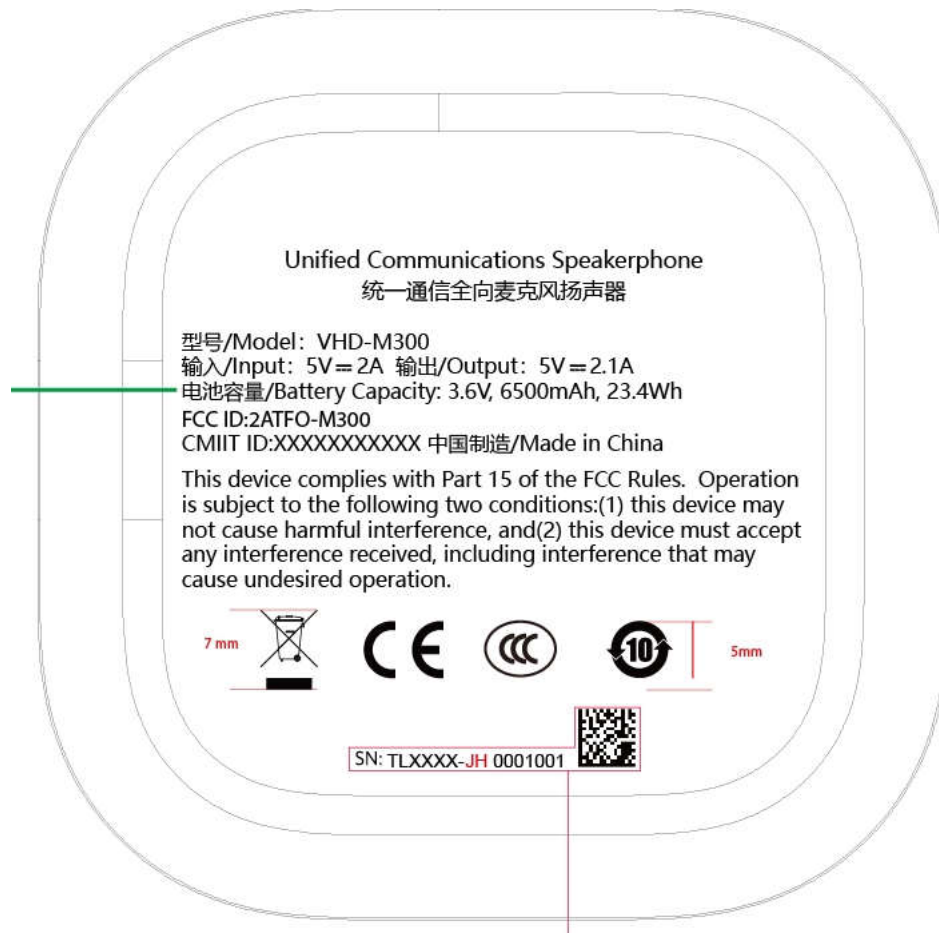 Unified Communications Speakerphone
统一通信全向麦克风扬声器
型号/Model：VHD-M300
输入/Input：5V⎓2A 输出/Output：5V⎓2.1A
电池容量/Battery Capacity: 3.6V, 6500mAh, 23.4Wh
FCC ID:2ATFO-M300
CMIIT ID:XXXXXXXXXXX 中国制造/Made in China
This device complies with Part 15 of the FCC Rules. Operation
is subject to the following two conditions:(1) this device may
not cause harmful interference, and(2) this device must accept
any interference received, including interference that may
cause undesired operation.
7 mm CE CCC 10 5mm
SN: TLXXXX-JH 0001001